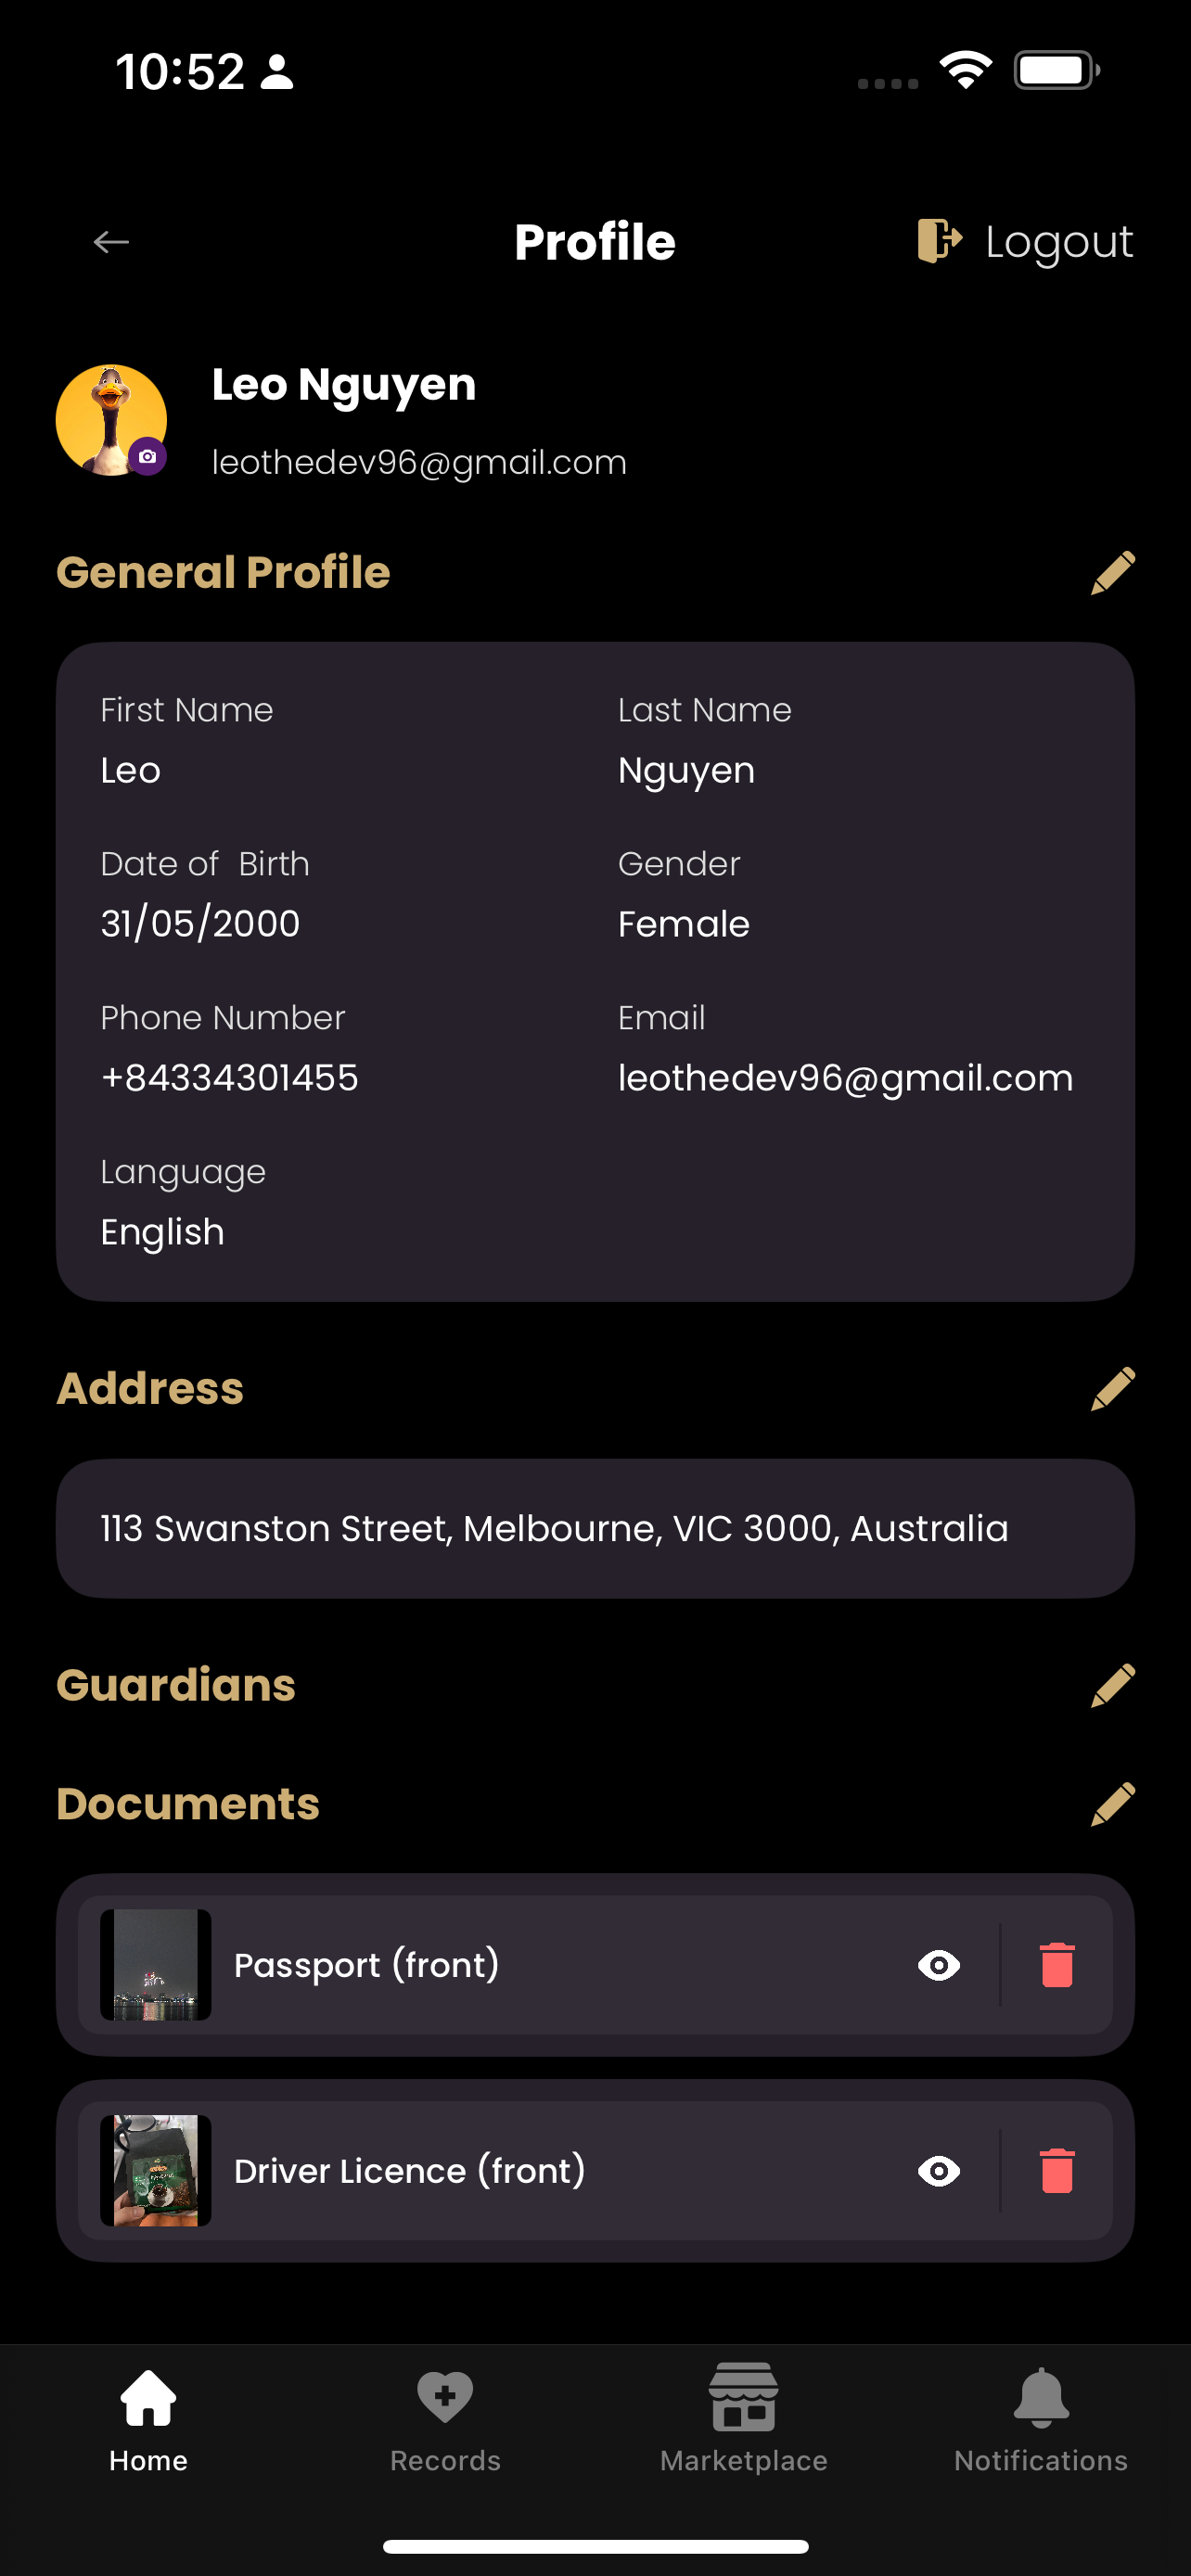 10:52
Profile
Logout
Leo Nguyen
leothedev96@gmail.com
General Profile
First Name
Last Name
Leo
Nguyen
Date of  Birth
Gender
31/05/2000
Female
Phone Number
Email
+84334301455
leothedev96@gmail.com
Language
English
Address
113 Swanston Street, Melbourne, VIC 3000, Australia
Guardians
Documents
Passport (front)
Driver Licence (front)
Home
Records
Marketplace
Notifications